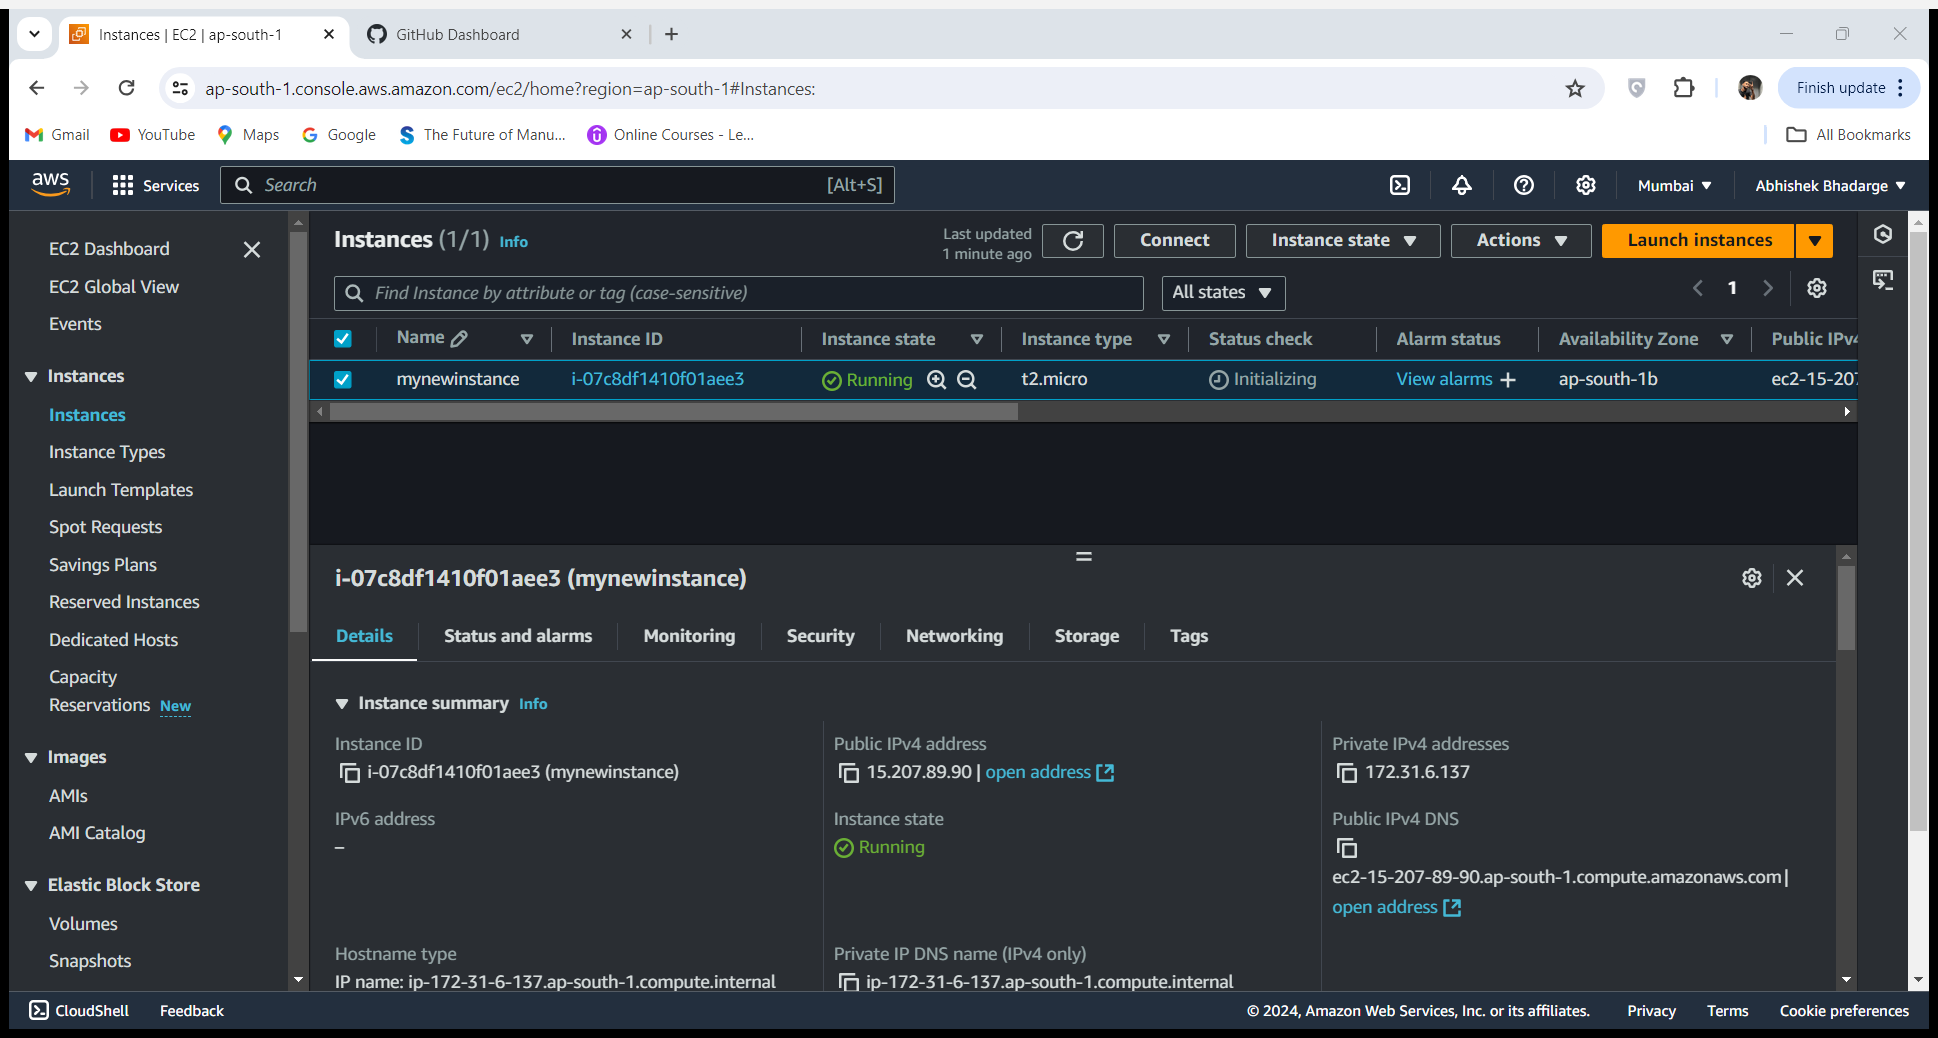 Instances | EC2 | ap-south-1
GitHub Dashboard
ap-south-1.console.aws.amazon.com/ec2/home?region=ap-south-1#Instances:
Finish update
Gmail
YouTube
Maps
Google
The Future of Manu...
Online Courses - Le...
All Bookmarks
aws
Services
Search
[Alt+S]
Mumbai
Abhishek Bhadarge
EC2 Dashboard
EC2 Global View
Events
Instances
Instances
Instance Types
Launch Templates
Spot Requests
Savings Plans
Reserved Instances
Dedicated Hosts
Capacity
Reservations New
Images
AMIs
AMI Catalog
Elastic Block Store
Volumes
Snapshots
Instances (1/1) Info
Last updated
1 minute ago
Connect
Instance state
Actions
Launch instances
Find Instance by attribute or tag (case-sensitive)
All states
1
Name
Instance ID
Instance state
Instance type
Status check
Alarm status
Availability Zone
Public IPv4
mynewinstance
i-07c8df1410f01aee3
Running
t2.micro
Initializing
View alarms
ap-south-1b
ec2-15-207
i-07c8df1410f01aee3 (mynewinstance)
Details
Status and alarms
Monitoring
Security
Networking
Storage
Tags
Instance summary Info
Instance ID
i-07c8df1410f01aee3 (mynewinstance)
Public IPv4 address
15.207.89.90 | open address
Private IPv4 addresses
172.31.6.137
IPv6 address
–
Instance state
Running
Public IPv4 DNS
ec2-15-207-89-90.ap-south-1.compute.amazonaws.com |
open address
Hostname type
IP name: ip-172-31-6-137.ap-south-1.compute.internal
Private IP DNS name (IPv4 only)
ip-172-31-6-137.ap-south-1.compute.internal
CloudShell
Feedback
© 2024, Amazon Web Services, Inc. or its affiliates.
Privacy
Terms
Cookie preferences